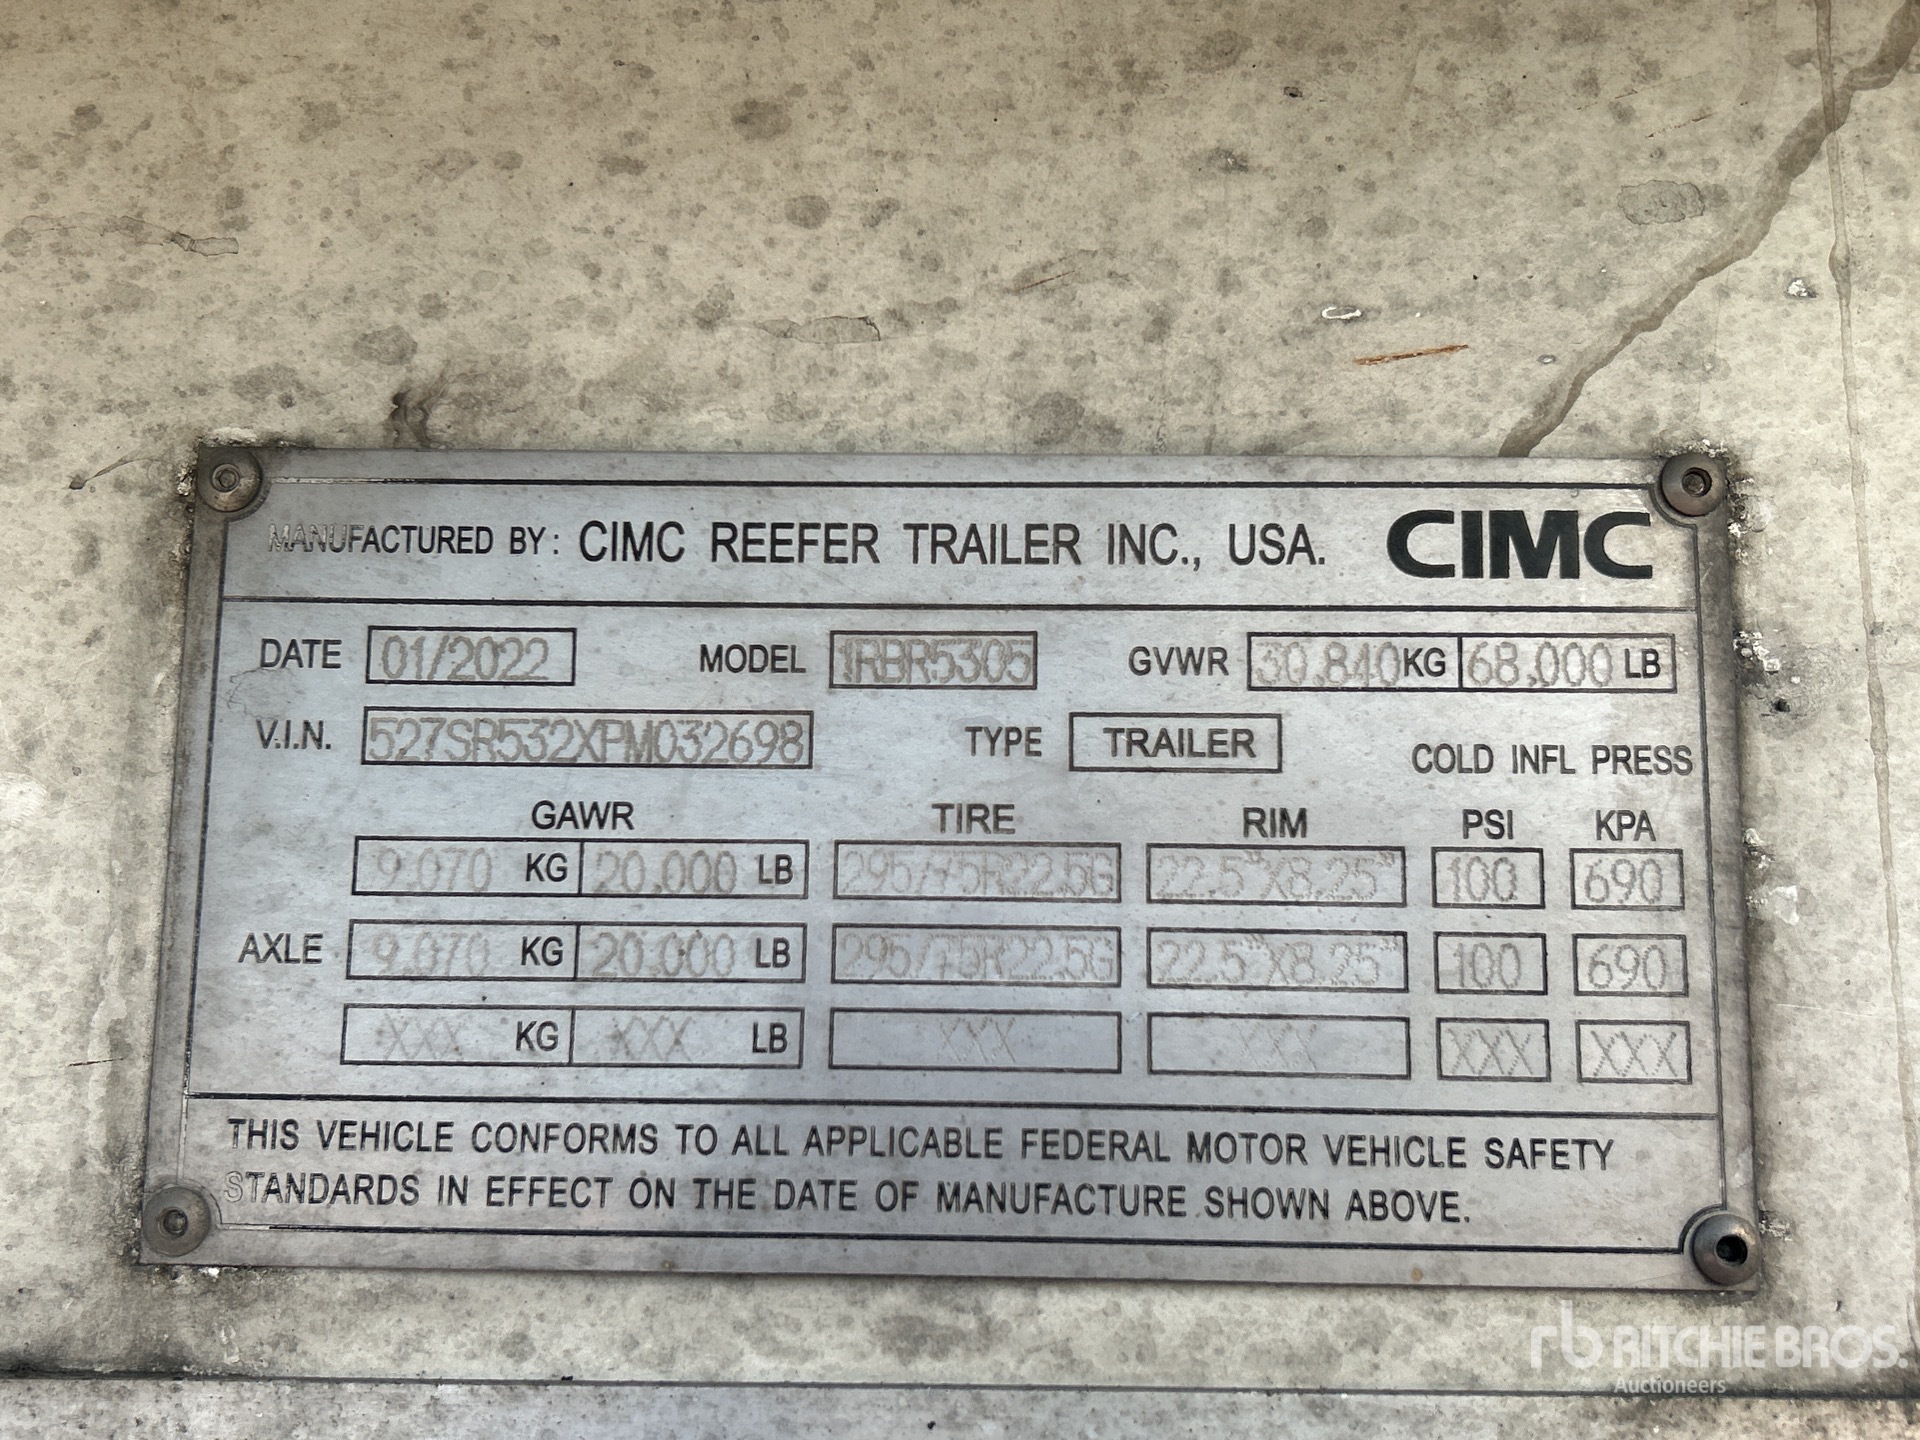 MANUFACTURED BY: CIMC REEFER TRAILER INC., USA. CIMC
DATE 01/2022 MODEL 1RBR5305 GVWR 30,840 KG 68,000 LB
V.I.N. 527SR532XPM032698 TYPE TRAILER COLD INFL PRESS
GAWR TIRE RIM PSI KPA
9.070 KG 20,000 LB 295/75R22.5G 22.5"X8.25" 100 690
AXLE 9.070 KG 20,000 LB 295/75R22.5G 22.5"X8.25" 100 690
XXX KG XXX LB XXX XX XXX XXX
THIS VEHICLE CONFORMS TO ALL APPLICABLE FEDERAL MOTOR VEHICLE SAFETY
STANDARDS IN EFFECT ON THE DATE OF MANUFACTURE SHOWN ABOVE.
rb RITCHIE BROS.
Auctioneers